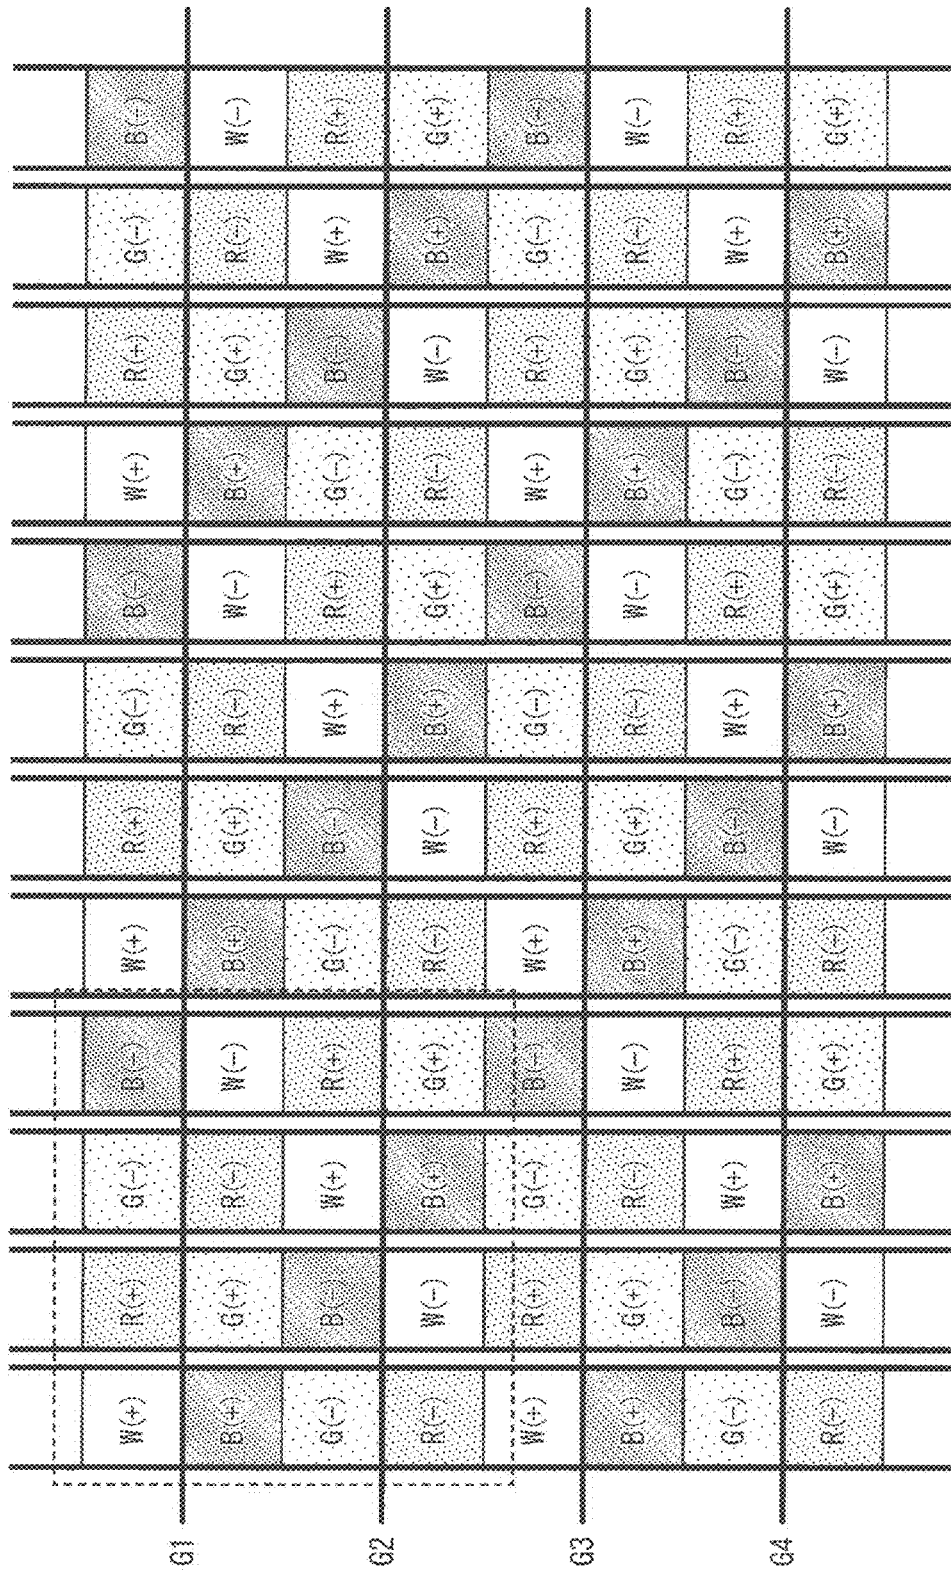 W(+) R(+) G(-) B(-) W(+) R(+) G(-) B(-) W(+) R(+) G(-) B(-)
G1
B(+) G(+) R(-) W(-) B(+) G(+) R(-) W(-) B(+) G(+) R(-) W(-)
G(-) B(-) W(+) R(+) G(-) B(-) W(+) R(+) G(-) B(-) W(+) R(+)
G2
R(-) W(-) B(+) G(+) R(-) W(-) B(+) G(+) R(-) W(-) B(+) G(+)
W(+) R(+) G(-) B(-) W(+) R(+) G(-) B(-) W(+) R(+) G(-) B(-)
G3
B(+) G(+) R(-) W(-) B(+) G(+) R(-) W(-) B(+) G(+) R(-) W(-)
G(-) B(-) W(+) R(+) G(-) B(-) W(+) R(+) G(-) B(-) W(+) R(+)
G4
R(-) W(-) B(+) G(+) R(-) W(-) B(+) G(+) R(-) W(-) B(+) G(+)